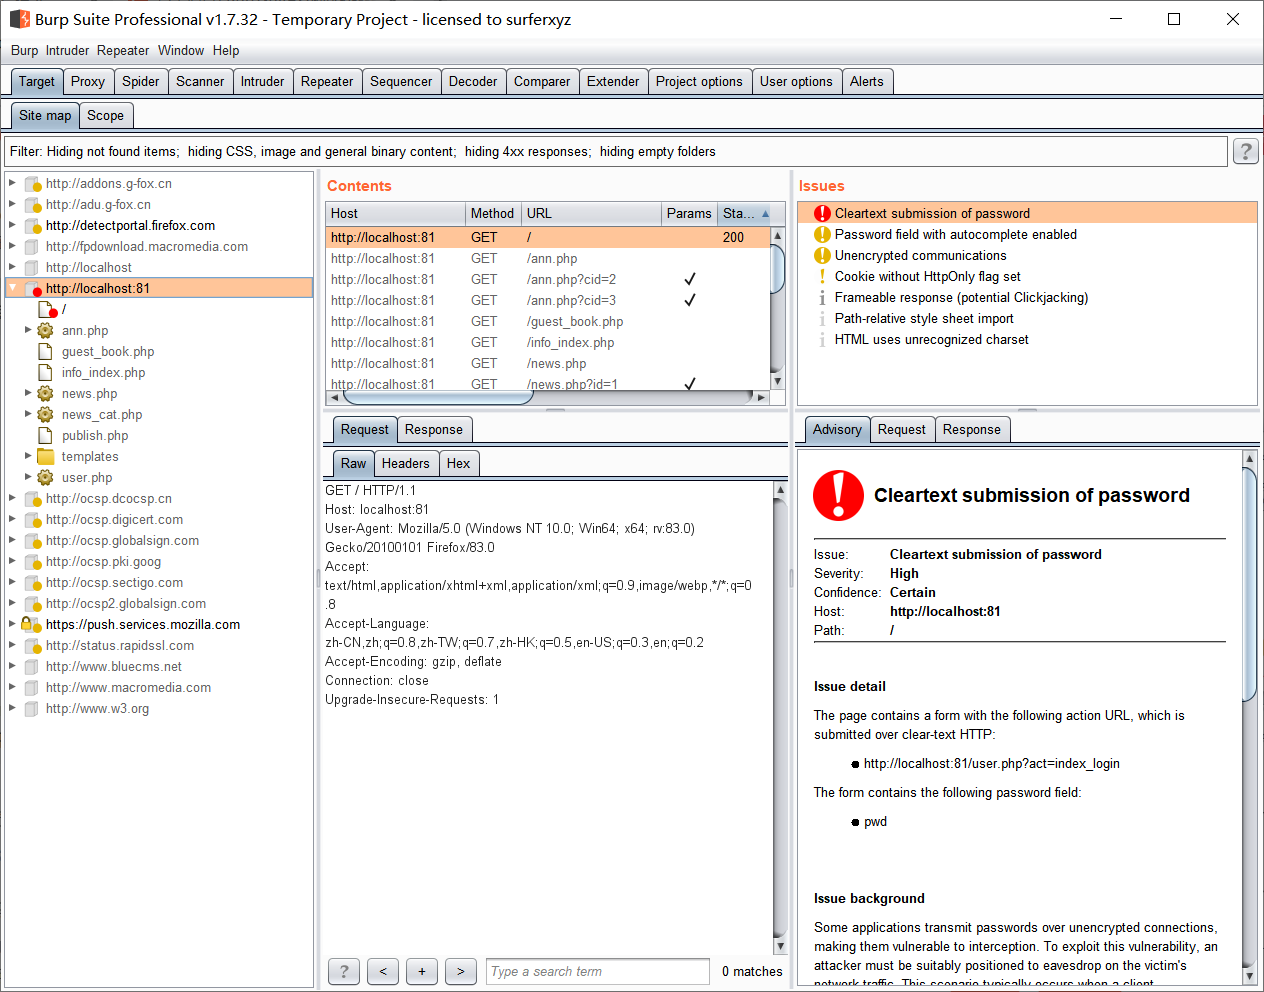 Burp Suite Professional v1.7.32 - Temporary Project - licensed to surferxyz
Burp Intruder Repeater Window Help
Target Proxy Spider Scanner Intruder Repeater Sequencer Decoder Comparer Extender Project options User options Alerts
Site map Scope
Filter: Hiding not found items; hiding CSS, image and general binary content; hiding 4xx responses; hiding empty folders
?
http://addons.g-fox.cn
http://adu.g-fox.cn
http://detectportal.firefox.com
http://fpdownload.macromedia.com
http://localhost
http://localhost:81
/
ann.php
guest_book.php
info_index.php
news.php
news_cat.php
publish.php
templates
user.php
http://ocsp.dcocsp.cn
http://ocsp.digicert.com
http://ocsp.globalsign.com
http://ocsp.pki.goog
http://ocsp.sectigo.com
http://ocsp2.globalsign.com
https://push.services.mozilla.com
http://status.rapidssl.com
http://www.bluecms.net
http://www.macromedia.com
http://www.w3.org
Contents
Host Method URL Params Sta...
http://localhost:81 GET / 200
http://localhost:81 GET /ann.php
http://localhost:81 GET /ann.php?cid=2 ✓
http://localhost:81 GET /ann.php?cid=3 ✓
http://localhost:81 GET /guest_book.php
http://localhost:81 GET /info_index.php
http://localhost:81 GET /news.php
http://localhost:81 GET /news.php?id=1 ✓
Request Response
Raw Headers Hex
GET / HTTP/1.1
Host: localhost:81
User-Agent: Mozilla/5.0 (Windows NT 10.0; Win64; x64; rv:83.0)
Gecko/20100101 Firefox/83.0
Accept:
text/html,application/xhtml+xml,application/xml;q=0.9,image/webp,*/*;q=0
.8
Accept-Language:
zh-CN,zh;q=0.8,zh-TW;q=0.7,zh-HK;q=0.5,en-US;q=0.3,en;q=0.2
Accept-Encoding: gzip, deflate
Connection: close
Upgrade-Insecure-Requests: 1
? < + > Type a search term 0 matches
Issues
Cleartext submission of password
Password field with autocomplete enabled
Unencrypted communications
Cookie without HttpOnly flag set
Frameable response (potential Clickjacking)
Path-relative style sheet import
HTML uses unrecognized charset
Advisory Request Response
Cleartext submission of password
Issue: Cleartext submission of password
Severity: High
Confidence: Certain
Host: http://localhost:81
Path: /
Issue detail
The page contains a form with the following action URL, which is
submitted over clear-text HTTP:
● http://localhost:81/user.php?act=index_login
The form contains the following password field:
● pwd
Issue background
Some applications transmit passwords over unencrypted connections,
making them vulnerable to interception. To exploit this vulnerability, an
attacker must be suitably positioned to eavesdrop on the victim's
network traffic. This scenario typically occurs when a client